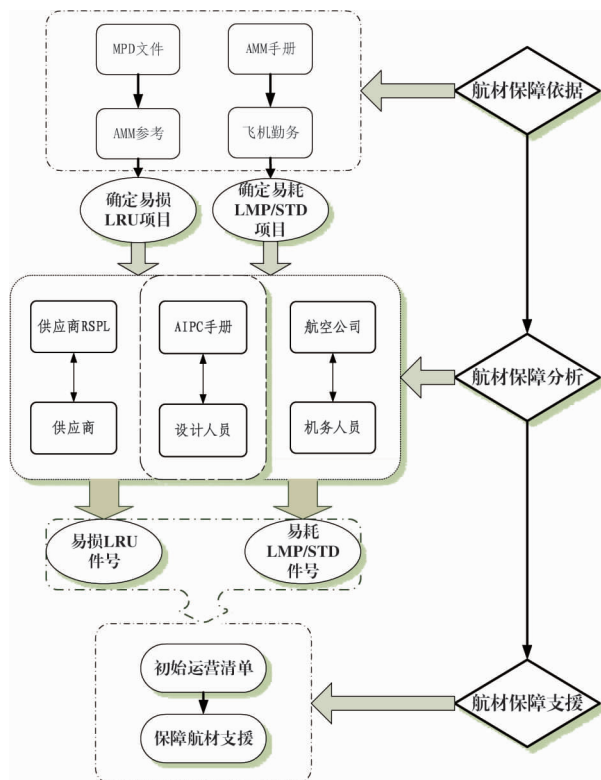 MPD文件
AMM手册
航材保障依据
AMM参考
飞机勤务
确定易损
LRU项目
确定易耗
LMP/STD
项目
供应商RSPL
AIPC手册
航空公司
航材保障分析
供应商
设计人员
机务人员
易损LRU
件号
易耗
LMP/STD
件号
初始运营清单
航材保障支援
保障航材支援